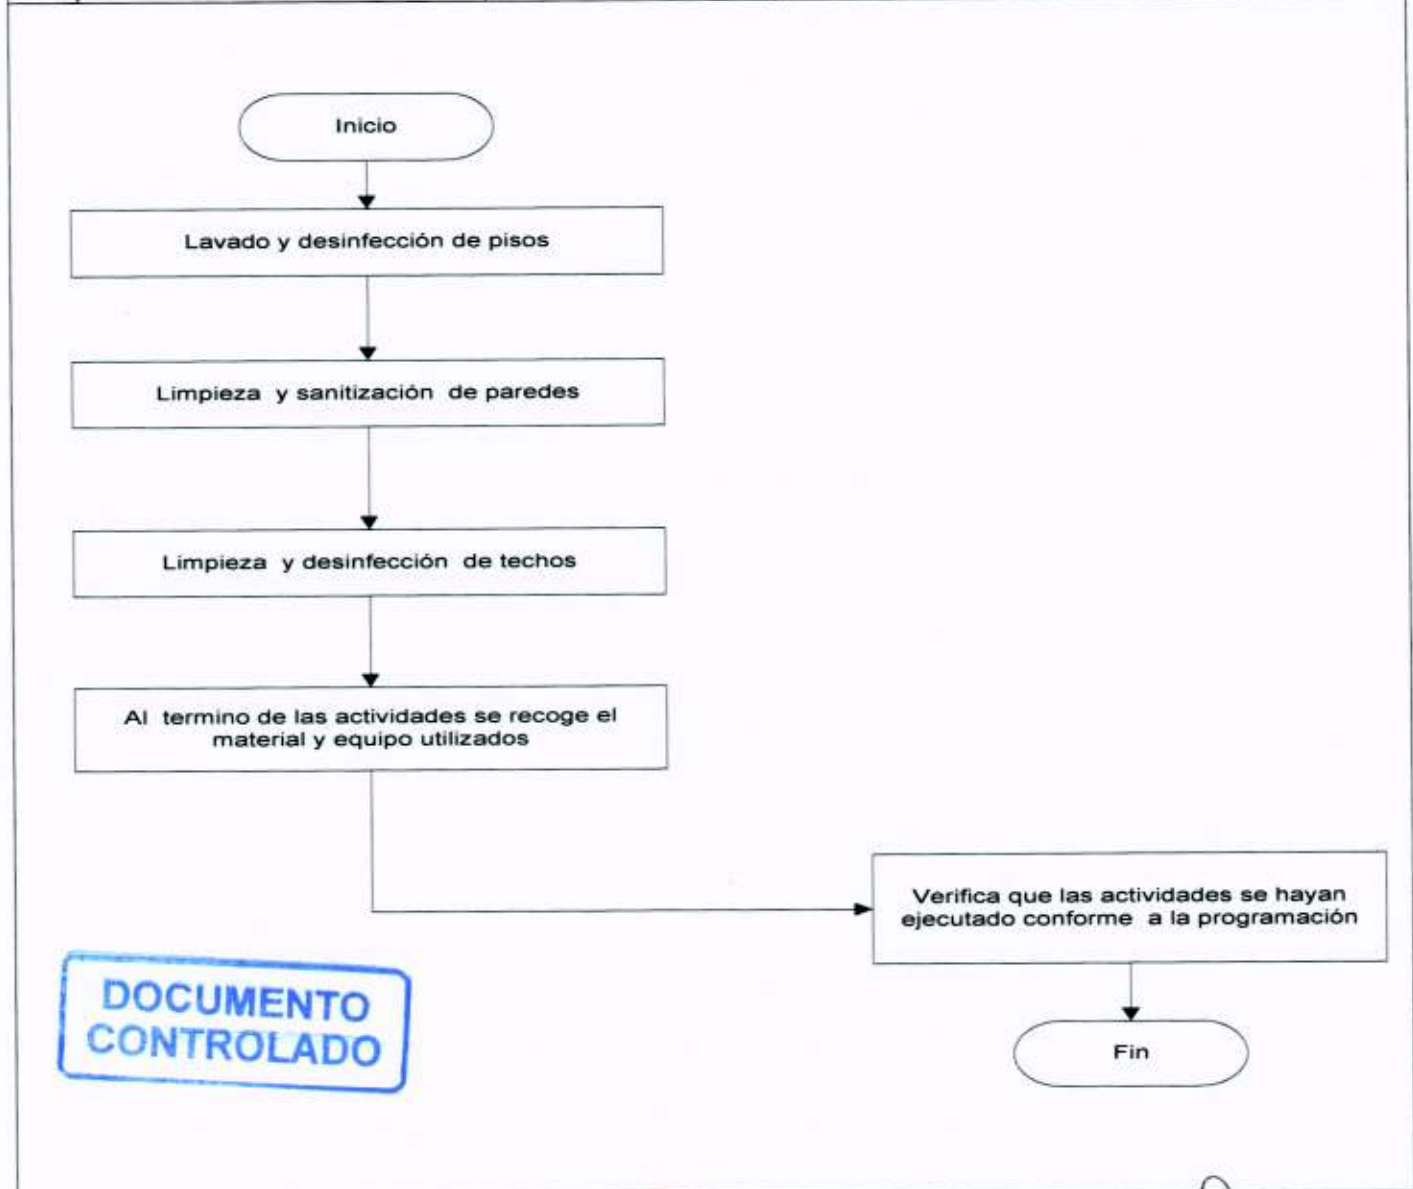 Inicio
Lavado y desinfección de pisos
Limpieza y sanitización de paredes
Limpieza y desinfección de techos
Al termino de las actividades se recoge el
material y equipo utilizados
Verifica que las actividades se hayan
ejecutado conforme a la programación
Fin
DOCUMENTO
CONTROLADO